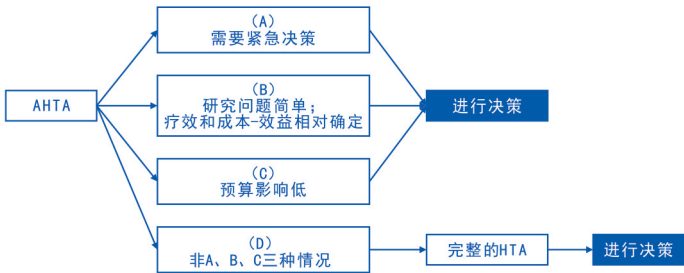 (A)
需要紧急决策
AHTA
(B)
研究问题简单；
疗效和成本-效益相对确定
进行决策
(C)
预算影响低
(D)
非A、B、C三种情况
完整的HTA
进行决策